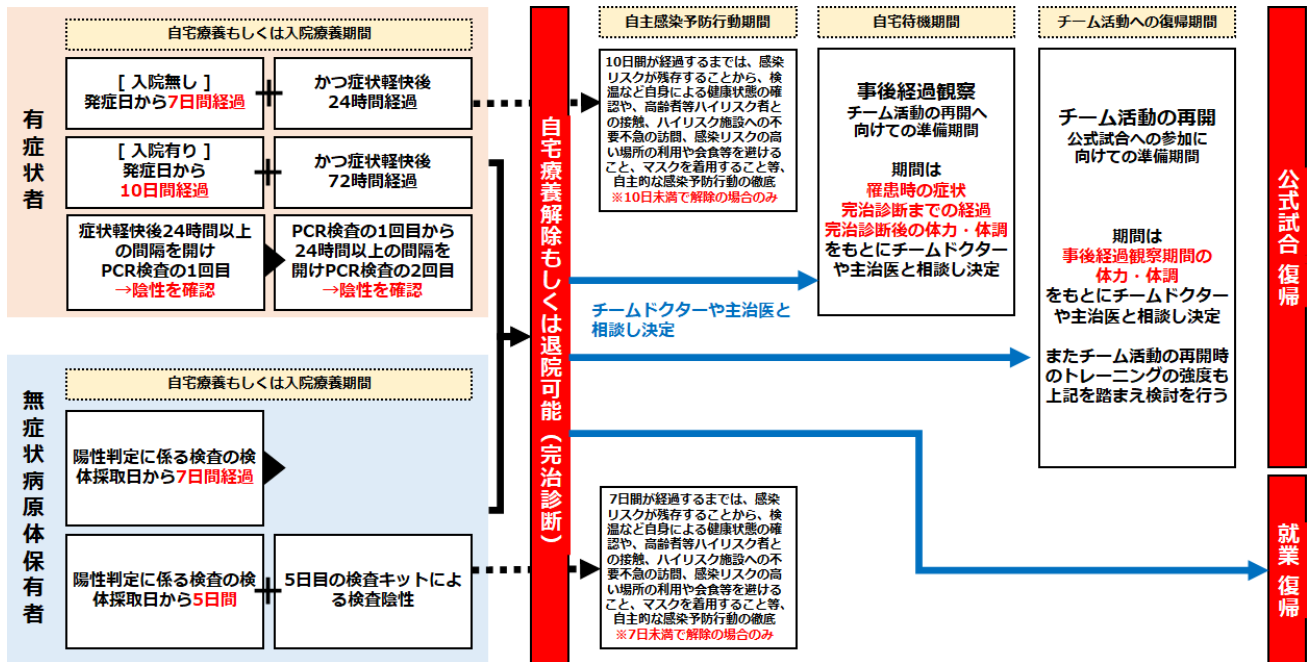 有症状者
自宅療養もしくは入院療養期間
[ 入院無し ]
発症日から7日間経過
+
かつ症状軽快後
24時間経過
[ 入院有り ]
発症日から
10日間経過
+
かつ症状軽快後
72時間経過
症状軽快後24時間以上
の間隔を開け
PCR検査の1回目
→陰性を確認
PCR検査の1回目から
24時間以上の間隔を
開けPCR検査の2回目
→陰性を確認
無症状病原体保有者
自宅療養もしくは入院療養期間
陽性判定に係る検査の検
体採取日から7日間経過
陽性判定に係る検査の検
体採取日から5日間
+
5日目の検査キットによ
る検査陰性
自宅療養解除もしくは退院可能(完治診断)
自主感染予防行動期間
10日間が経過するまでは、感染
リスクが残存することから、検
温など自身による健康状態の確
認や、高齢者等ハイリスク者と
の接触、ハイリスク施設への不
要不急の訪問、感染リスクの高
い場所の利用や会食等を避ける
こと、マスクを着用すること等、
自主的な感染予防行動の徹底
※10日未満で解除の場合のみ
チームドクターや主治医と
相談し決定
7日間が経過するまでは、感染
リスクが残存することから、検
温など自身による健康状態の確
認や、高齢者等ハイリスク者と
の接触、ハイリスク施設への不
要不急の訪問、感染リスクの高
い場所の利用や会食等を避ける
こと、マスクを着用すること等、
自主的な感染予防行動の徹底
※7日未満で解除の場合のみ
自宅待機期間
事後経過観察
チーム活動の再開へ
向けての準備期間
期間は
罹患時の症状
完治診断までの経過
完治診断後の体力・体調
をもとにチームドクター
や主治医と相談し決定
チーム活動への復帰期間
チーム活動の再開
公式試合への参加に
向けての準備期間
期間は
事後経過観察期間の
体力・体調
をもとにチームドクター
や主治医と相談し決定
またチーム活動の再開時
のトレーニングの強度も
上記を踏まえ検討を行う
公式試合 復帰
就業 復帰